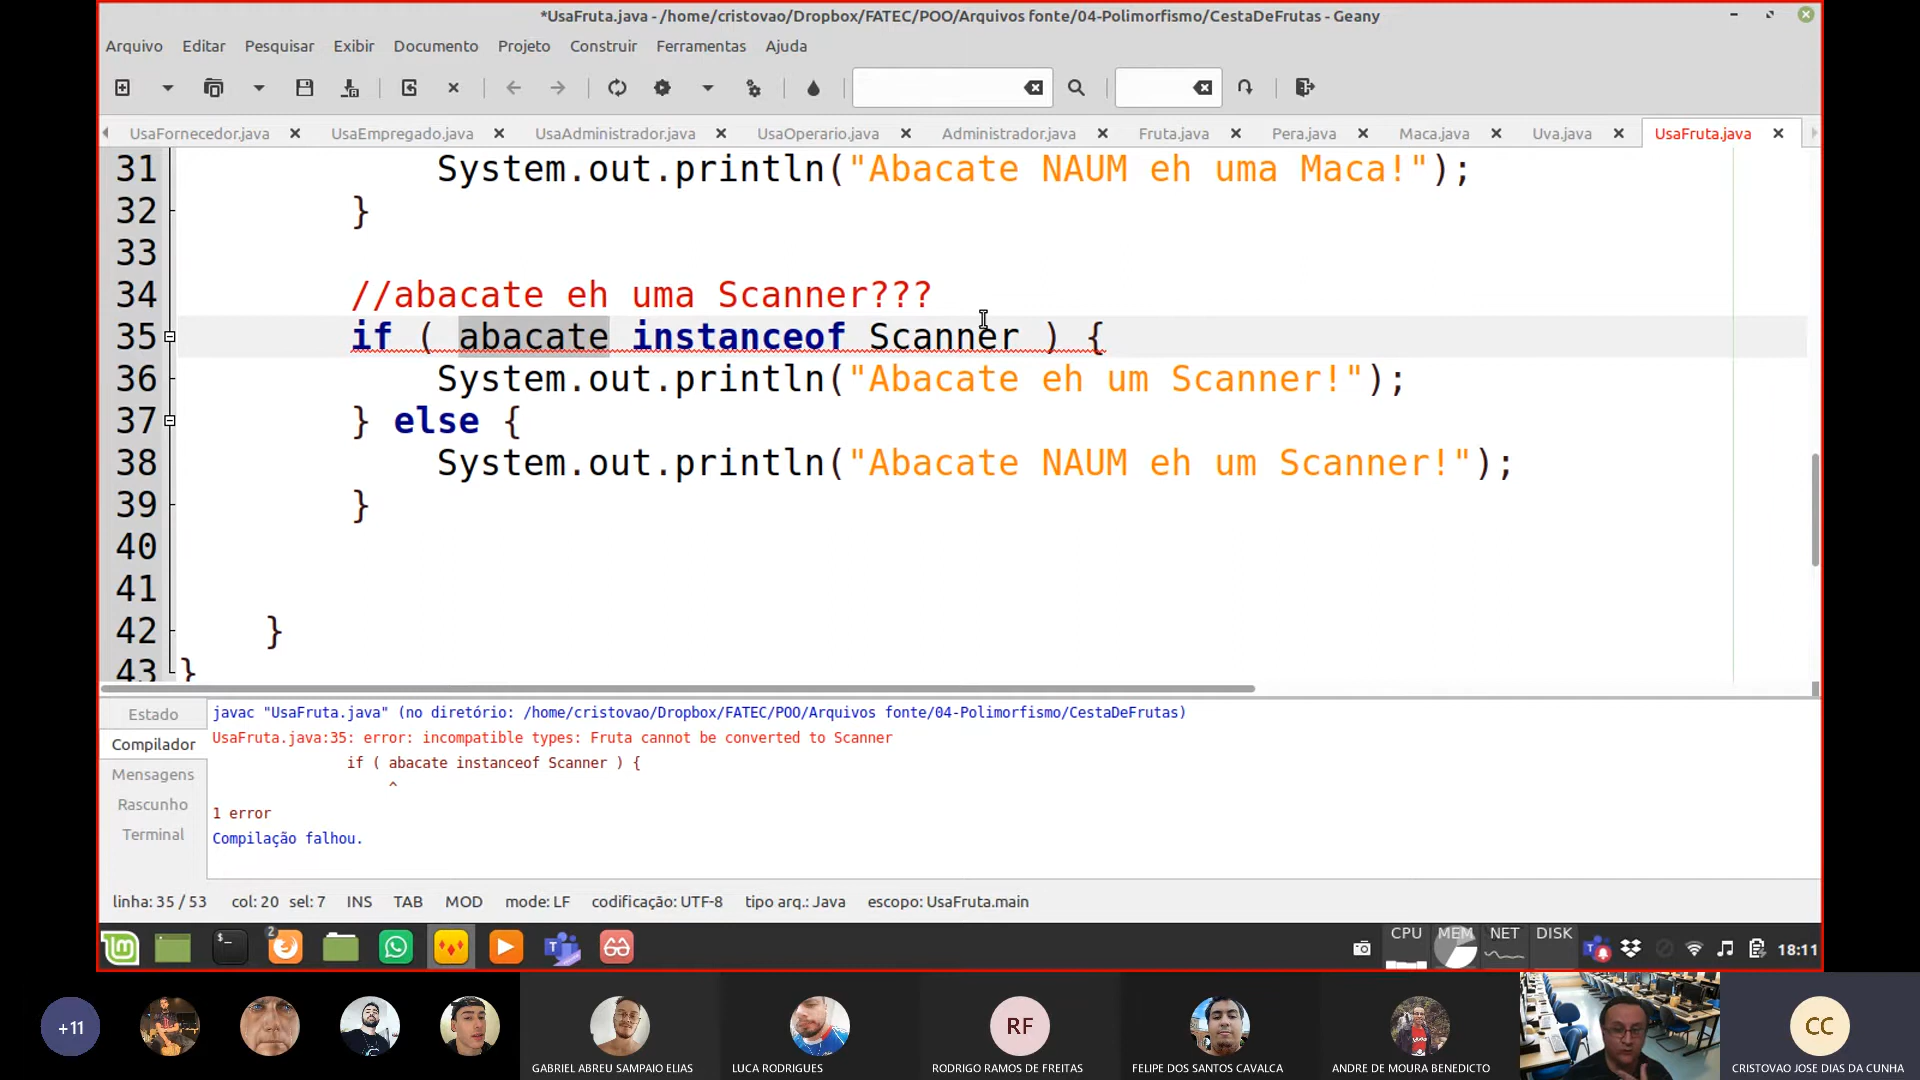 *UsaFruta.java - /home/cristovao/Dropbox/FATEC/POO/Arquivos fonte/04-Polimorfismo/CestaDeFrutas - Geany
Arquivo Editar Pesquisar Exibir Documento Projeto Construir Ferramentas Ajuda
UsaFornecedor.java UsaEmpregado.java UsaAdministrador.java UsaOperario.java Administrador.java Fruta.java Pera.java Maca.java Uva.java UsaFruta.java
31 System.out.println("Abacate NAUM eh uma Maca!");
32 }
33
34 //abacate eh uma Scanner???
35 if ( abacate instanceof Scanner ) {
36 System.out.println("Abacate eh um Scanner!");
37 } else {
38 System.out.println("Abacate NAUM eh um Scanner!");
39 }
40
41
42 }
43 }
Estado
Compilador
Mensagens
Rascunho
Terminal
javac "UsaFruta.java" (no diretório: /home/cristovao/Dropbox/FATEC/POO/Arquivos fonte/04-Polimorfismo/CestaDeFrutas)
UsaFruta.java:35: error: incompatible types: Fruta cannot be converted to Scanner
if ( abacate instanceof Scanner ) {
^
1 error
Compilação falhou.
linha: 35 / 53 col: 20 sel: 7 INS TAB MOD mode: LF codificação: UTF-8 tipo arq.: Java escopo: UsaFruta.main
2
CPU MEM NET DISK
18:11
+11
RF
CC
GABRIEL ABREU SAMPAIO ELIAS LUCA RODRIGUES RODRIGO RAMOS DE FREITAS FELIPE DOS SANTOS CAVALCA ANDRE DE MOURA BENEDICTO CRISTOVAO JOSE DIAS DA CUNHA